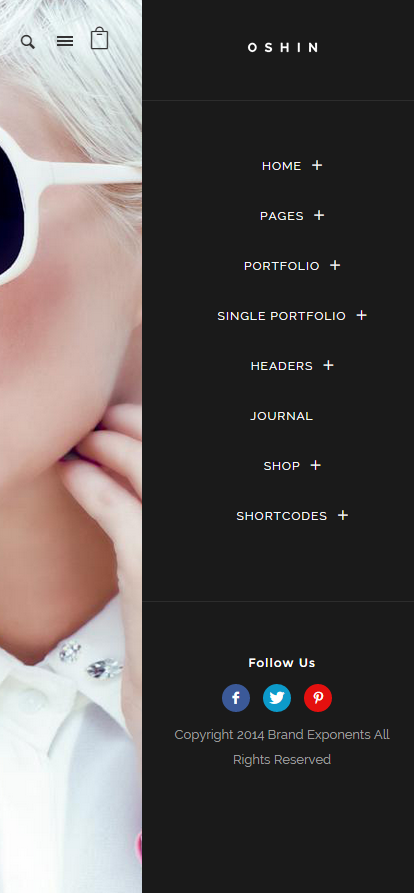 OSHIN
HOME +
PAGES +
PORTFOLIO +
SINGLE PORTFOLIO +
HEADERS +
JOURNAL
SHOP +
SHORTCODES +
Follow Us
Copyright 2014 Brand Exponents All
Rights Reserved